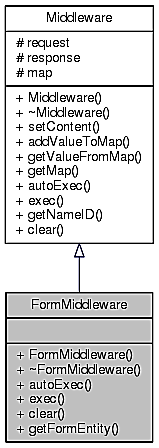 Middleware
# request
# response
# map
+ Middleware()
+ ~Middleware()
+ setContent()
+ addValueToMap()
+ getValueFromMap()
+ getMap()
+ autoExec()
+ exec()
+ getNameID()
+ clear()
FormMiddleware
+ FormMiddleware()
+ ~FormMiddleware()
+ autoExec()
+ exec()
+ clear()
+ getFormEntity()